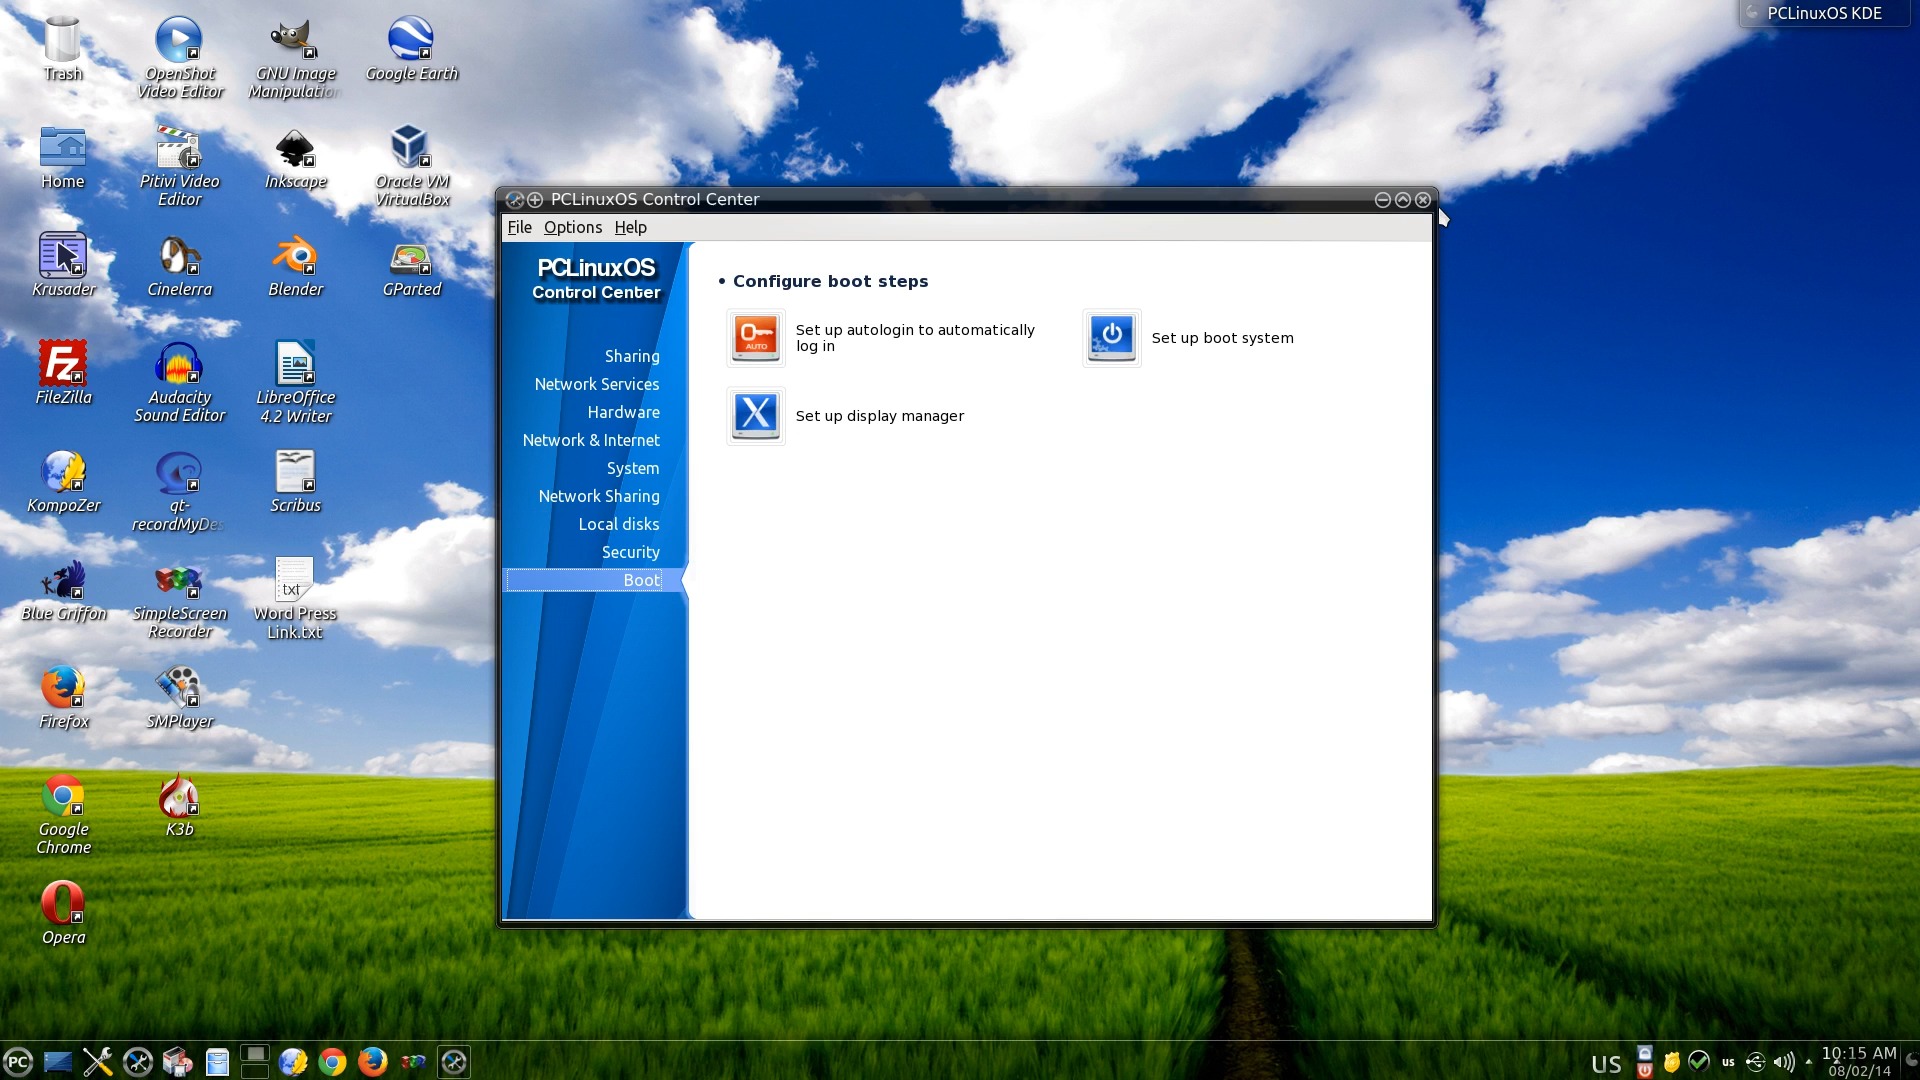 PCLinuxOS KDE
Trash
OpenShot
Video Editor
GNU Image
Manipulation
Google Earth
Home
Pitivi Video
Editor
Inkscape
Oracle VM
VirtualBox
Krusader
Cinelerra
Blender
GParted
FileZilla
Audacity
Sound Editor
LibreOffice
4.2 Writer
KompoZer
qt-
recordMyDes
Scribus
Blue Griffon
SimpleScreen
Recorder
txt
Word Press
Link.txt
Firefox
SMPlayer
Google
Chrome
K3b
Opera
PCLinuxOS Control Center
File Options Help
PCLinuxOS
Control Center
Sharing
Network Services
Hardware
Network & Internet
System
Network Sharing
Local disks
Security
Boot
• Configure boot steps
AUTO
Set up autologin to automatically
log in
Set up boot system
X
Set up display manager
PC
US
us
10:15 AM
08/02/14